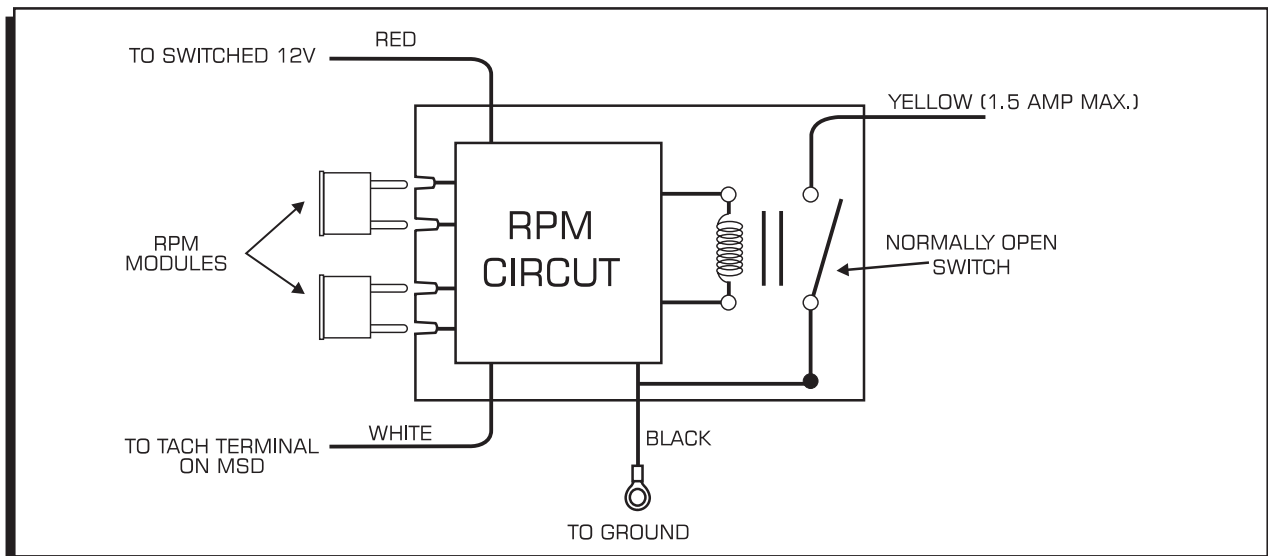 RED
TO SWITCHED 12V
YELLOW (1.5 AMP MAX.)
RPM
MODULES
RPM
CIRCUT
NORMALLY OPEN
SWITCH
WHITE
TO TACH TERMINAL
ON MSD
BLACK
TO GROUND